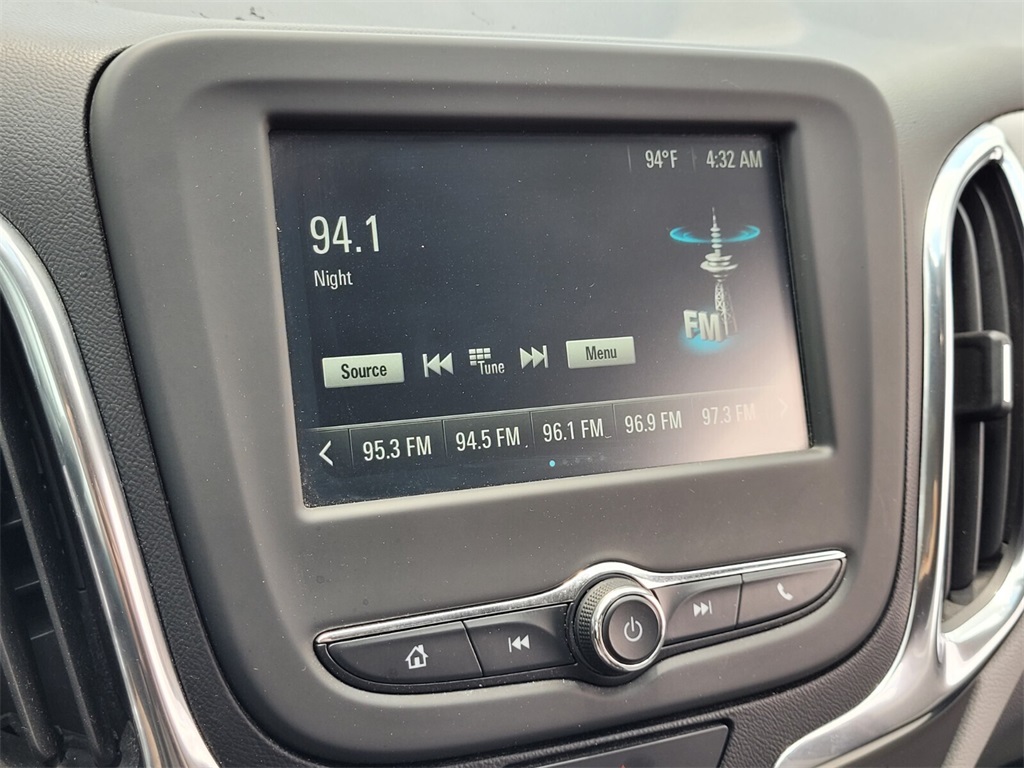 94°F 4:32 AM
94.1
Night
FM
Source Tune Menu
95.3 FM 94.5 FM 96.1 FM 96.9 FM 97.3 FM